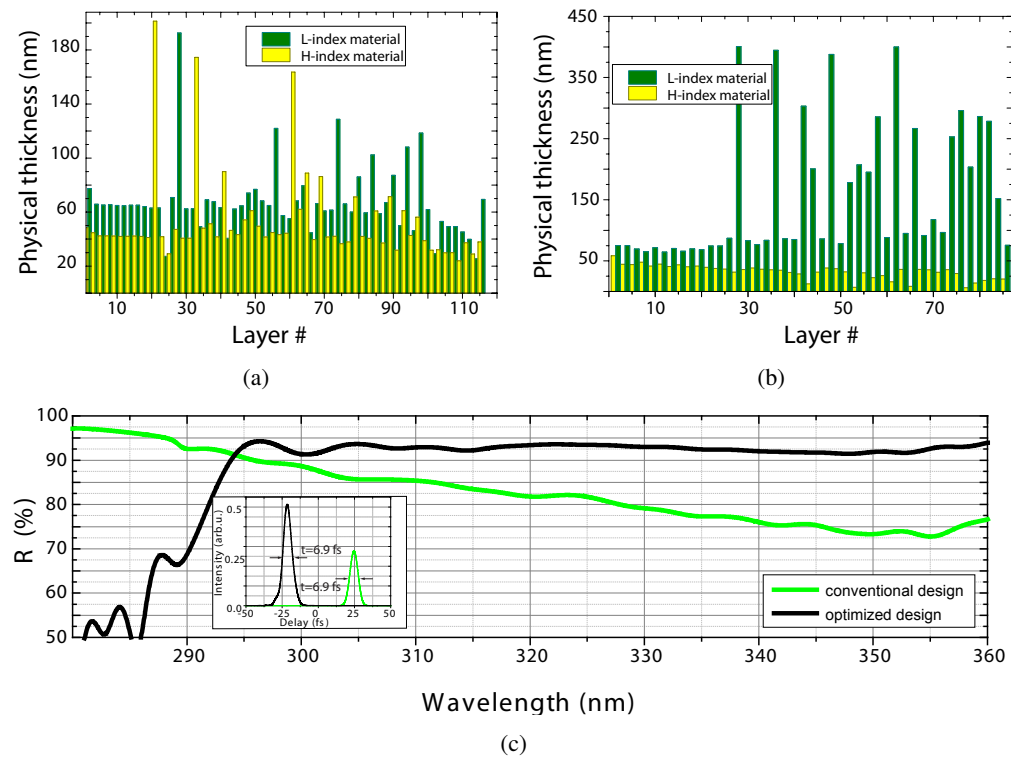 180
140
100
60
20
Physical thickness (nm)
L-index material
H-index material
10 30 50 70 90 110
Layer #
(a)
450
350
250
150
50
Physical thickness (nm)
L-index material
H-index material
10 30 50 70
Layer #
(b)
100
90
80
70
60
50
R (%)
0.5
0.25
0.0
Intensity (arb.u.)
t=6.9 fs
t=6.9 fs
-50 -25 0 25 50
Delay (fs)
conventional design
optimized design
290 300 310 320 330 340 350 360
Wavelength (nm)
(c)